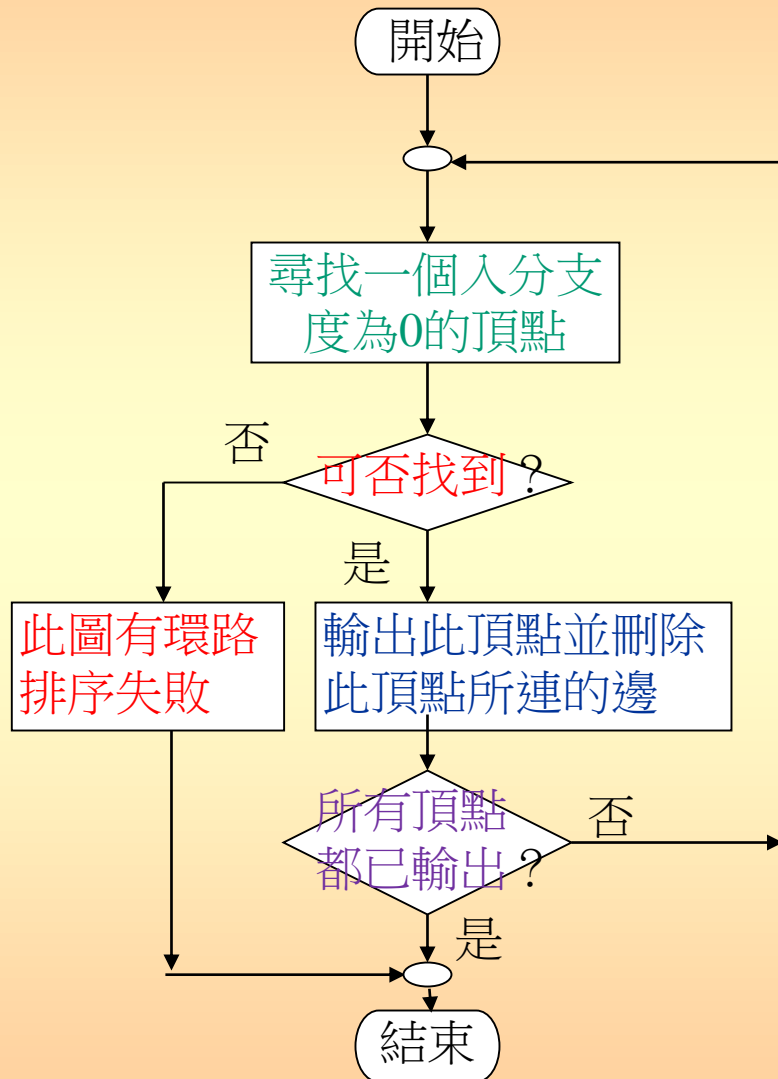 開始
尋找一個入分支
度為0的頂點
否
可否找到？
是
此圖有環路
排序失敗
輸出此頂點並刪除
此頂點所連的邊
所有頂點
都已輸出？
否
是
結束